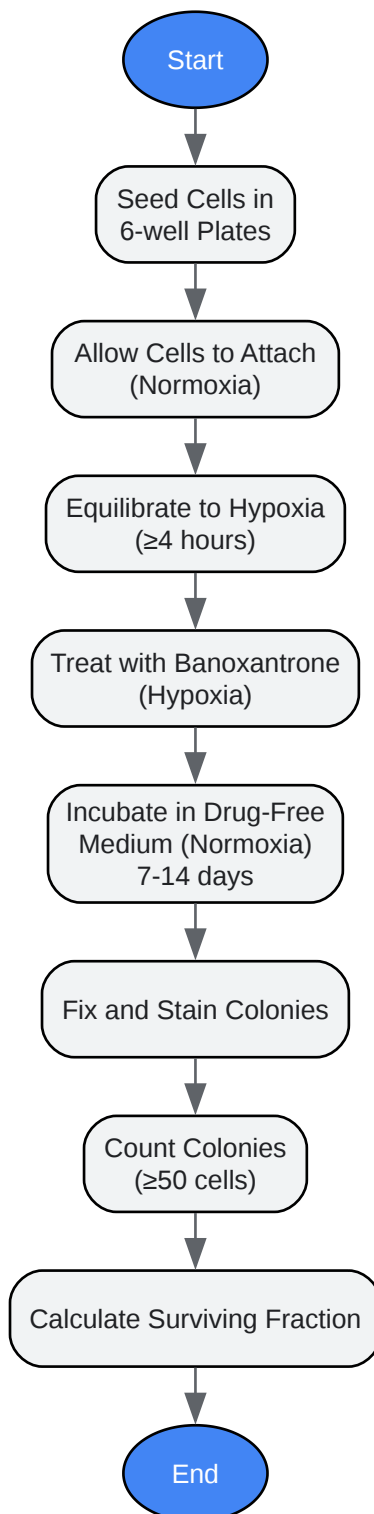 Start
Seed Cells in
6-well Plates
Allow Cells to Attach
(Normoxia)
Equilibrate to Hypoxia
(≥4 hours)
Treat with Banoxantrone
(Hypoxia)
Incubate in Drug-Free
Medium (Normoxia)
7-14 days
Fix and Stain Colonies
Count Colonies
(≥50 cells)
Calculate Surviving Fraction
End